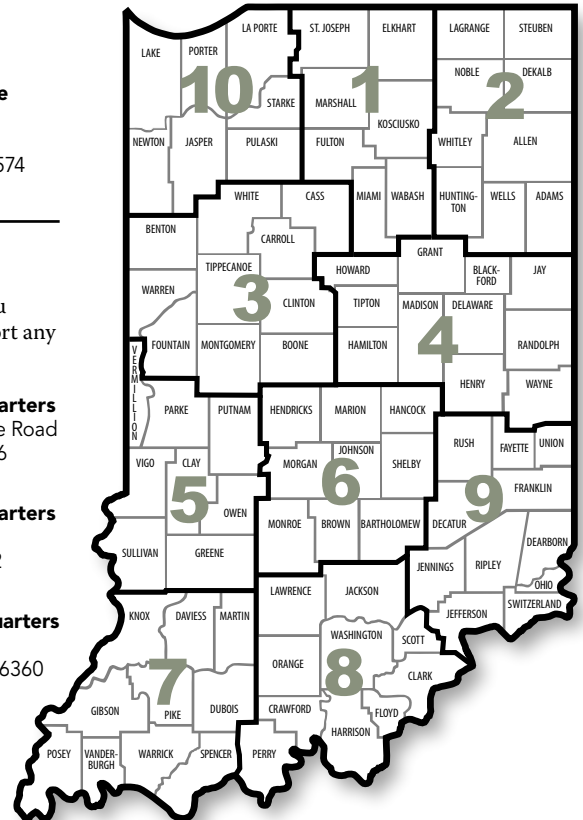 e
574
u
ort any
arters
e Road
6
arters
2
uarters
6360
LAKE
PORTER
LA PORTE
ST. JOSEPH
ELKHART
LAGRANGE
STEUBEN
NOBLE
DEKALB
10
1
2
STARKE
MARSHALL
KOSCIUSKO
NEWTON
JASPER
PULASKI
FULTON
WHITLEY
ALLEN
WHITE
CASS
MIAMI
WABASH
HUNTING-
TON
WELLS
ADAMS
BENTON
CARROLL
GRANT
TIPPECANOE
HOWARD
BLACK-
FORD
JAY
WARREN
3
CLINTON
TIPTON
MADISON
DELAWARE
4
FOUNTAIN
MONTGOMERY
BOONE
HAMILTON
RANDOLPH
VERMILLION
HENRY
WAYNE
PARKE
PUTNAM
HENDRICKS
MARION
HANCOCK
RUSH
FAYETTE
UNION
VIGO
CLAY
MORGAN
JOHNSON
SHELBY
5
6
9
FRANKLIN
OWEN
MONROE
BROWN
BARTHOLOMEW
DECATUR
DEARBORN
SULLIVAN
GREENE
JENNINGS
RIPLEY
OHIO
LAWRENCE
JACKSON
SWITZERLAND
KNOX
DAVIESS
MARTIN
JEFFERSON
WASHINGTON
SCOTT
7
ORANGE
8
CLARK
GIBSON
PIKE
DUBOIS
CRAWFORD
FLOYD
HARRISON
POSEY
VANDER-
BURGH
WARRICK
SPENCER
PERRY